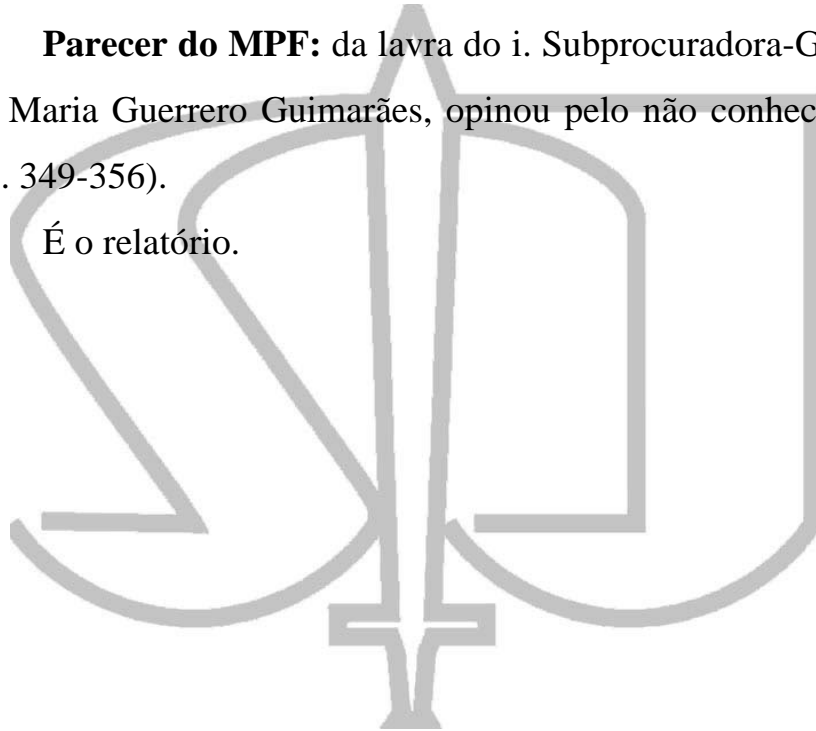 Parecer do MPF: da lavra do i. Subprocuradora-G
Maria Guerrero Guimarães, opinou pelo não conhec
. 349-356).
É o relatório.